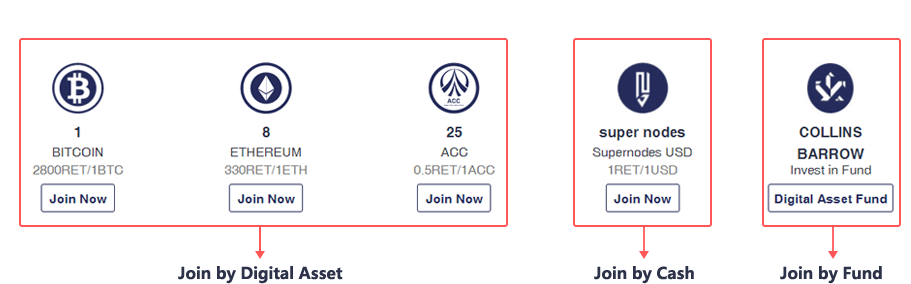 ACC
1
BITCOIN
2800RET/1BTC
Join Now
8
ETHEREUM
330RET/1ETH
Join Now
25
ACC
0.5RET/1ACC
Join Now
Join by Digital Asset
super nodes
Supernodes USD
1RET/1USD
Join Now
Join by Cash
COLLINS
BARROW
Invest in Fund
Digital Asset Fund
Join by Fund